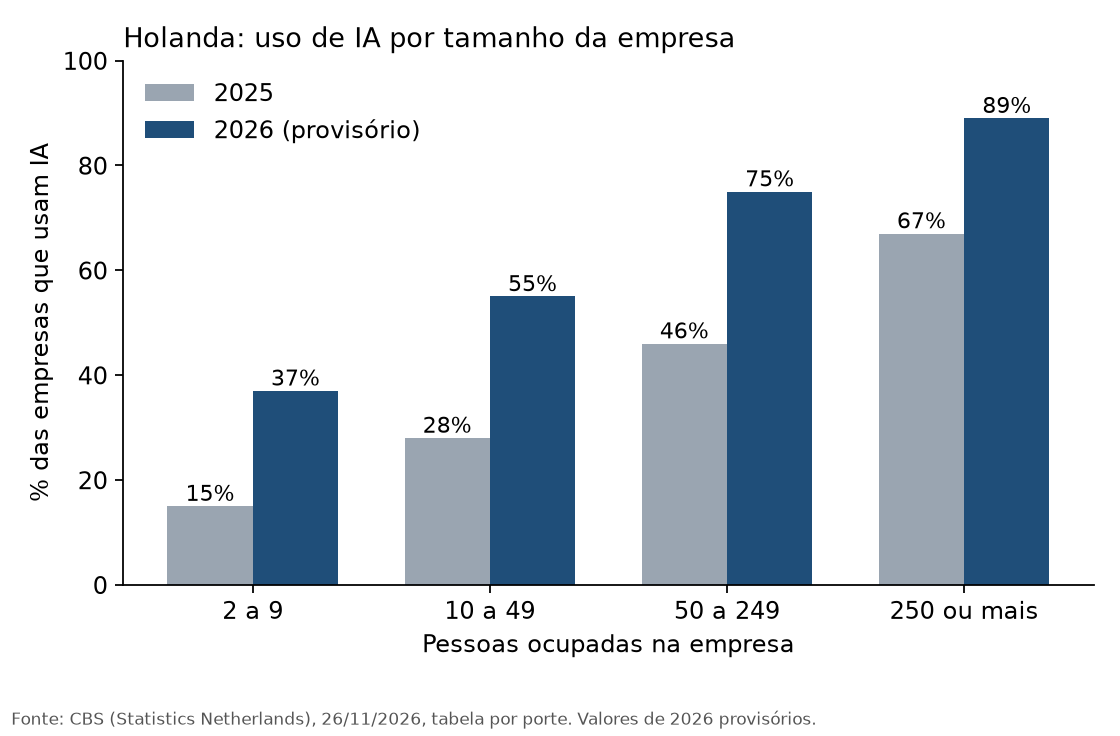 Holanda: uso de IA por tamanho da empresa
100
80
60
40
20
0
% das empresas que usam IA
2025
2026 (provisório)
15%
37%
28%
55%
46%
75%
67%
89%
2 a 9
10 a 49
50 a 249
250 ou mais
Pessoas ocupadas na empresa
Fonte: CBS (Statistics Netherlands), 26/11/2026, tabela por porte. Valores de 2026 provisórios.